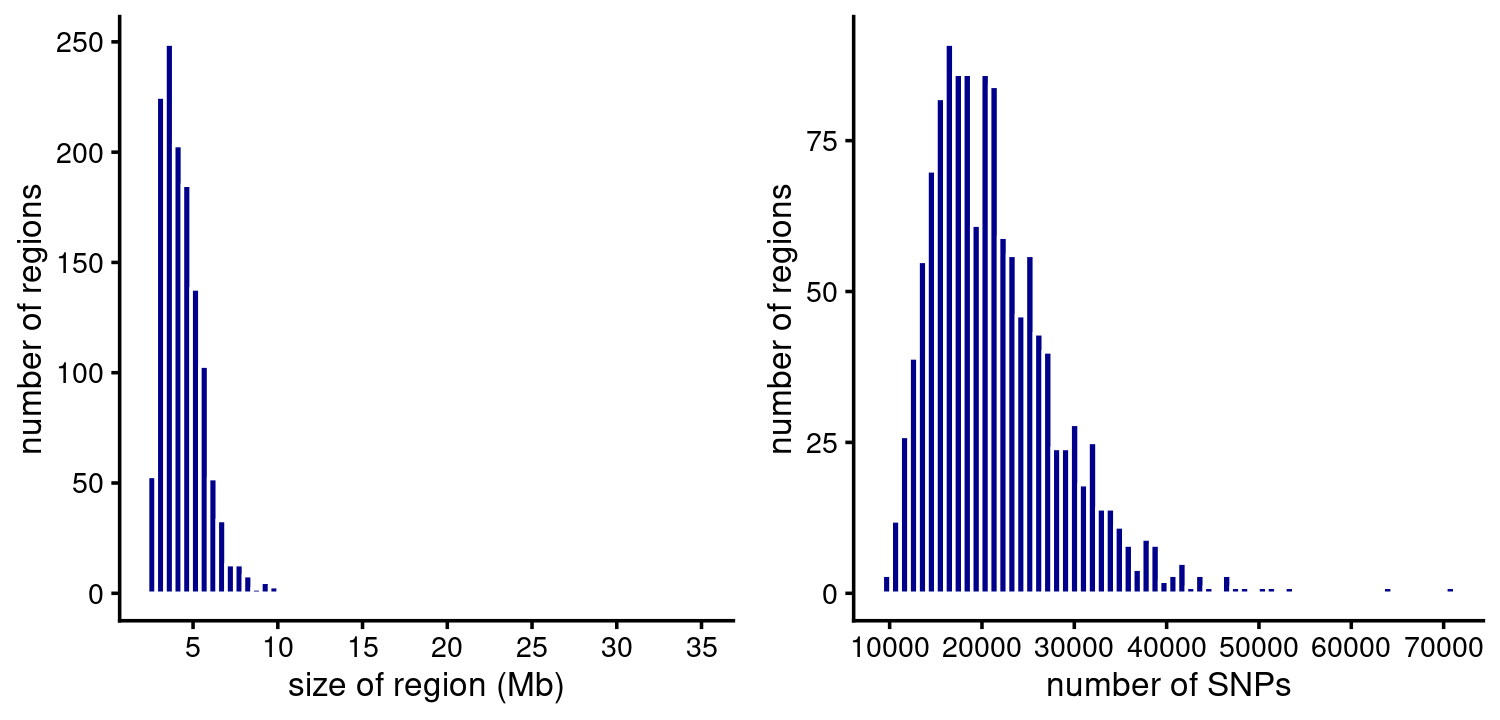 number of regions
250
200
150
100
50
0
5 10 15 20 25 30 35
size of region (Mb)
number of regions
75
50
25
0
10000 20000 30000 40000 50000 60000 70000
number of SNPs